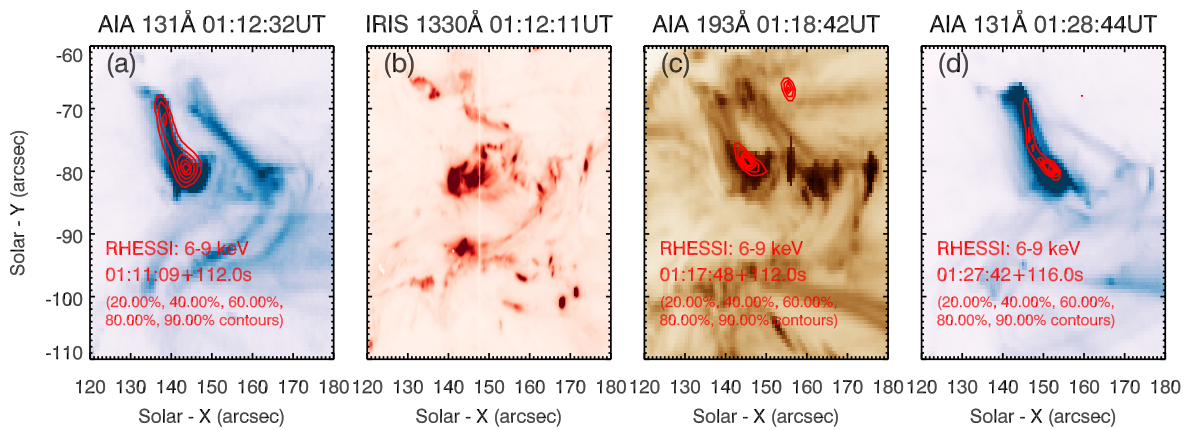 AIA 131Å 01:12:32UT
IRIS 1330Å 01:12:11UT
AIA 193Å 01:18:42UT
AIA 131Å 01:28:44UT
(a)
(b)
(c)
(d)
-60
-70
-80
-90
-100
-110
Solar - Y (arcsec)
RHESSI: 6-9 keV
01:11:09+112.0s
(20.00%, 40.00%, 60.00%,
80.00%, 90.00% contours)
RHESSI: 6-9 keV
01:17:48+112.0s
(20.00%, 40.00%, 60.00%,
80.00%, 90.00% contours)
RHESSI: 6-9 keV
01:27:42+116.0s
(20.00%, 40.00%, 60.00%,
80.00%, 90.00% contours)
120 130 140 150 160 170 180
120 130 140 150 160 170 180
120 130 140 150 160 170 180
120 130 140 150 160 170 180
Solar - X (arcsec)
Solar - X (arcsec)
Solar - X (arcsec)
Solar - X (arcsec)